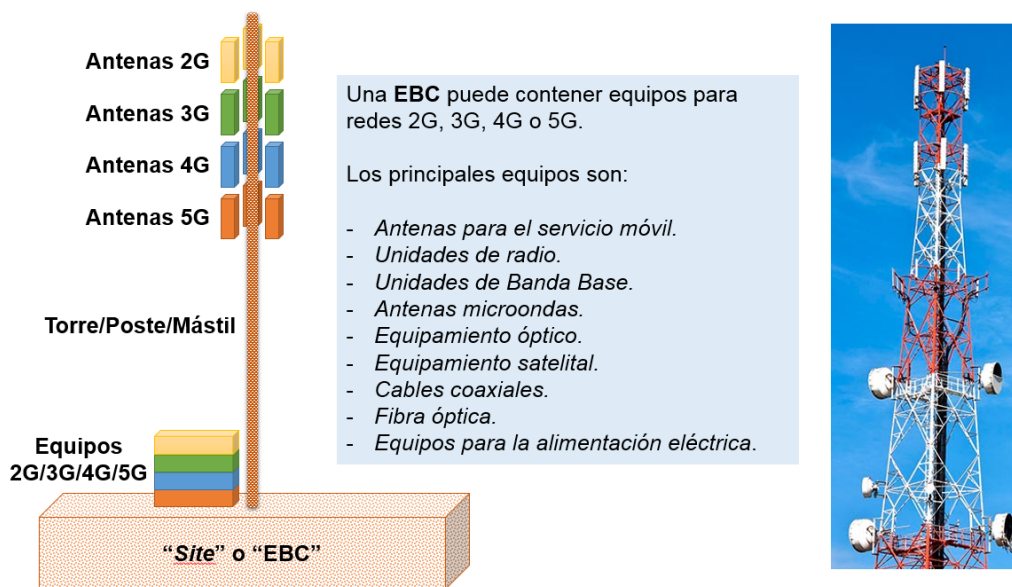 Antenas 2G
Antenas 3G
Antenas 4G
Antenas 5G
Torre/Poste/Mástil
Equipos
2G/3G/4G/5G
“Site” o “EBC”
Una EBC puede contener equipos para
redes 2G, 3G, 4G o 5G.
Los principales equipos son:
- Antenas para el servicio móvil.
- Unidades de radio.
- Unidades de Banda Base.
- Antenas microondas.
- Equipamiento óptico.
- Equipamiento satelital.
- Cables coaxiales.
- Fibra óptica.
- Equipos para la alimentación eléctrica.